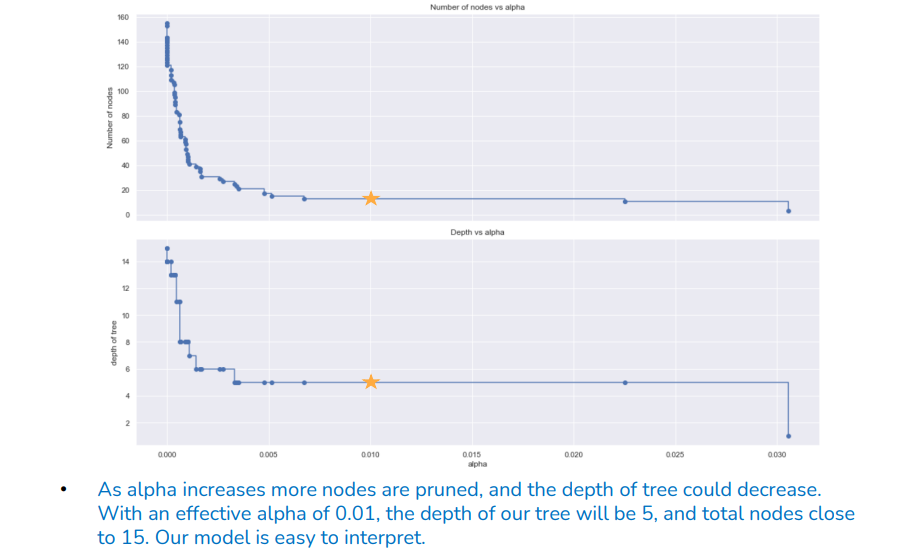 Number of nodes vs alpha
160
140
120
100
80
60
40
20
0
Number of nodes
Depth vs alpha
14
12
10
8
6
4
2
depth of tree
0.000 0.005 0.010 0.015 0.020 0.025 0.030
alpha
• As alpha increases more nodes are pruned, and the depth of tree could decrease.
With an effective alpha of 0.01, the depth of our tree will be 5, and total nodes close
to 15. Our model is easy to interpret.